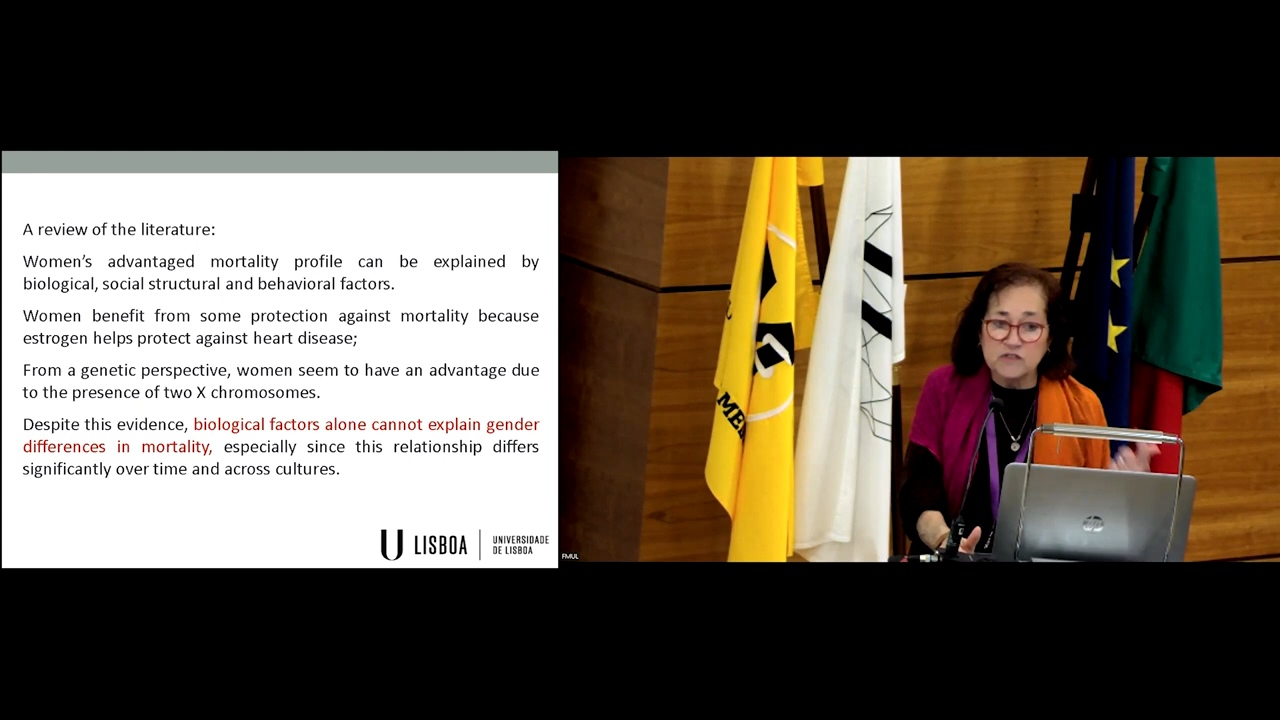 A review of the literature:
Women's advantaged mortality profile can be explained by
biological, social structural and behavioral factors.
Women benefit from some protection against mortality because
estrogen helps protect against heart disease;
From a genetic perspective, women seem to have an advantage due
to the presence of two X chromosomes.
Despite this evidence, biological factors alone cannot explain gender
differences in mortality, especially since this relationship differs
significantly over time and across cultures.
U LISBOA
UNIVERSIDADE
DE LISBOA
FMUL
hp